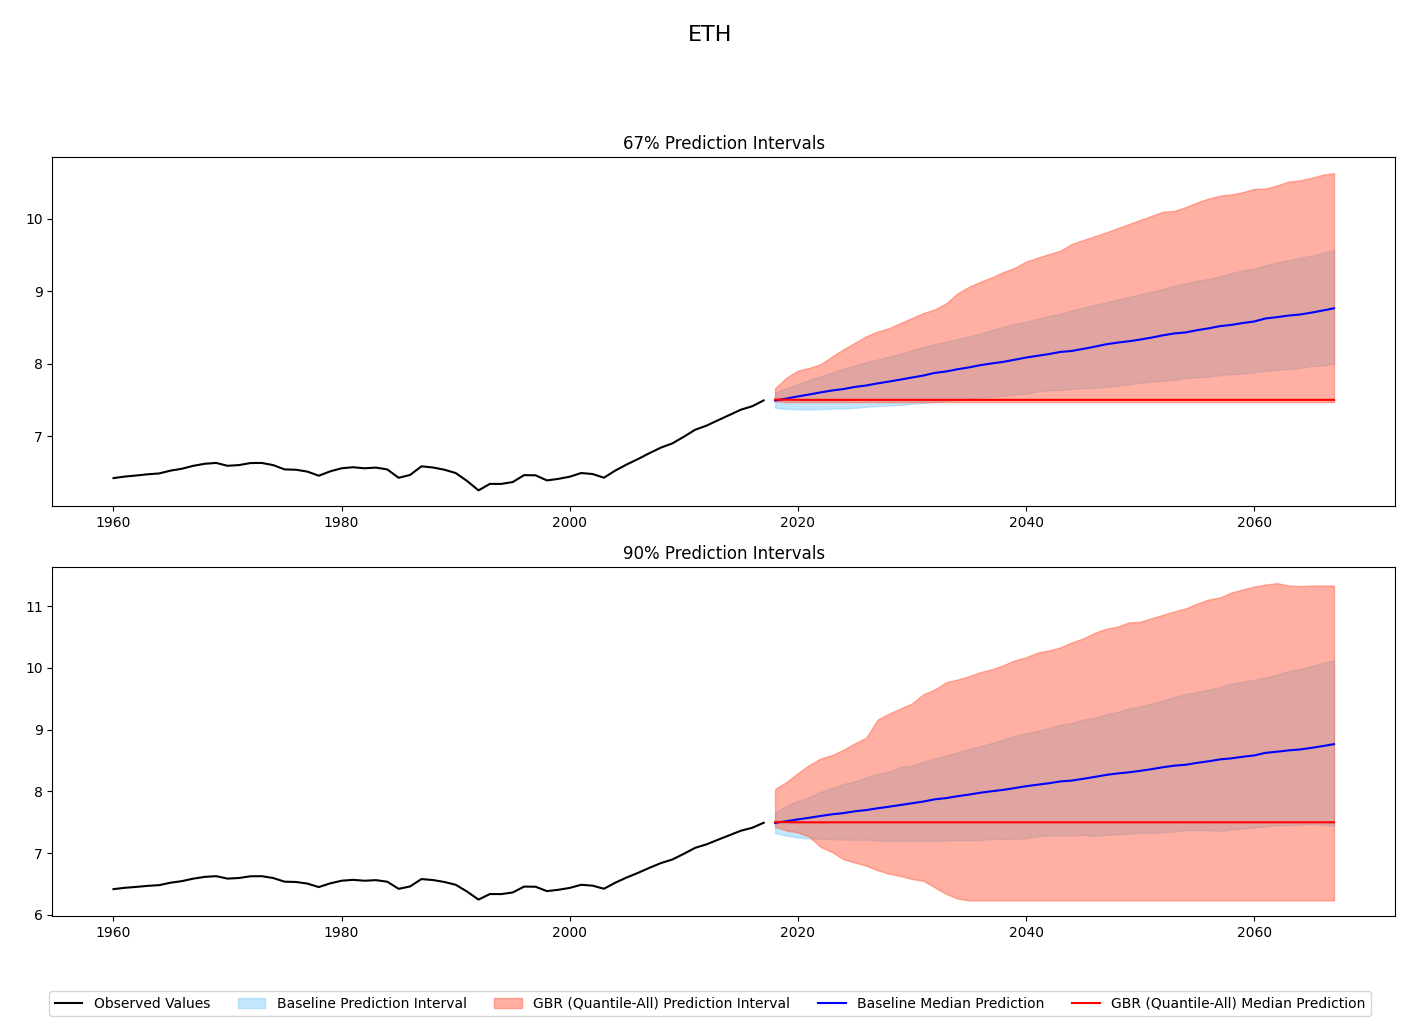 ETH
67% Prediction Intervals
10
9
8
7
1960 1980 2000 2020 2040 2060
90% Prediction Intervals
11
10
9
8
7
6
1960 1980 2000 2020 2040 2060
Observed Values Baseline Prediction Interval GBR (Quantile-All) Prediction Interval Baseline Median Prediction GBR (Quantile-All) Median Prediction